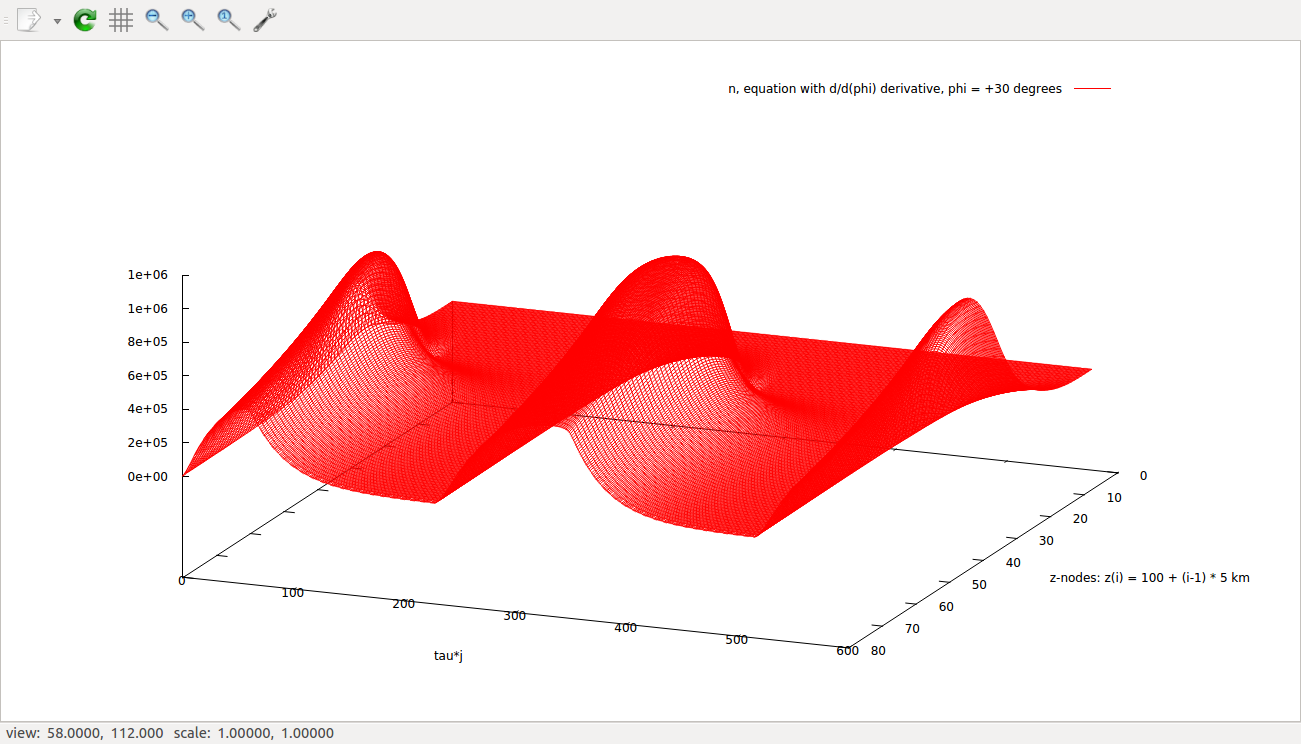 n, equation with d/d(phi) derivative, phi = +30 degrees
1e+06
1e+06
8e+05
6e+05
4e+05
2e+05
0e+00
0
100
200
300
400
500
600
tau*j
0
10
20
30
40
50
60
70
80
z-nodes: z(i) = 100 + (i-1) * 5 km
view: 58.0000, 112.000 scale: 1.00000, 1.00000